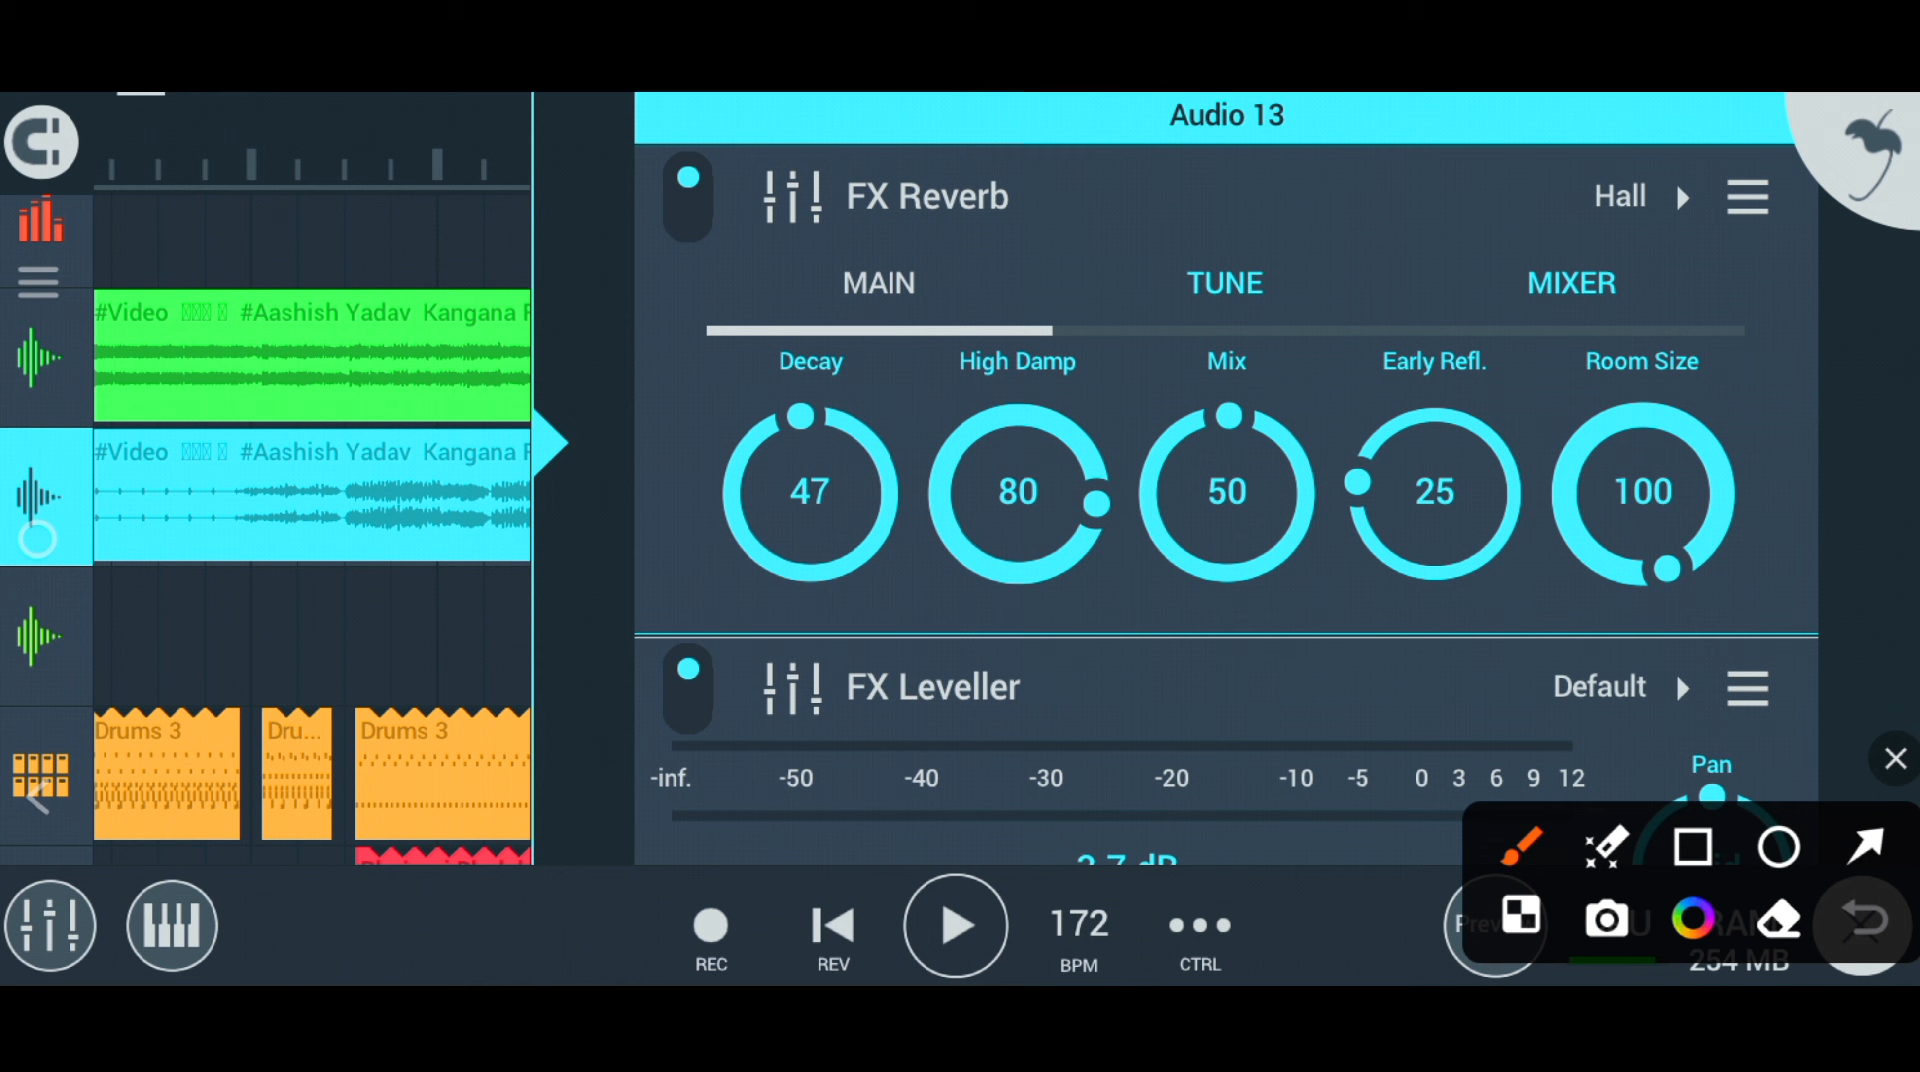 Audio 13
FX Reverb
Hall
MAIN
TUNE
MIXER
Decay
High Damp
Mix
Early Refl.
Room Size
47
80
50
25
100
#Video #Aashish Yadav Kangana
#Video #Aashish Yadav Kangana
Drums 3
Dru...
Drums 3
FX Leveller
Default
-inf.
-50
-40
-30
-20
-10
-5
0
3
6
9
12
Pan
172
REC
REV
BPM
CTRL
254 MB